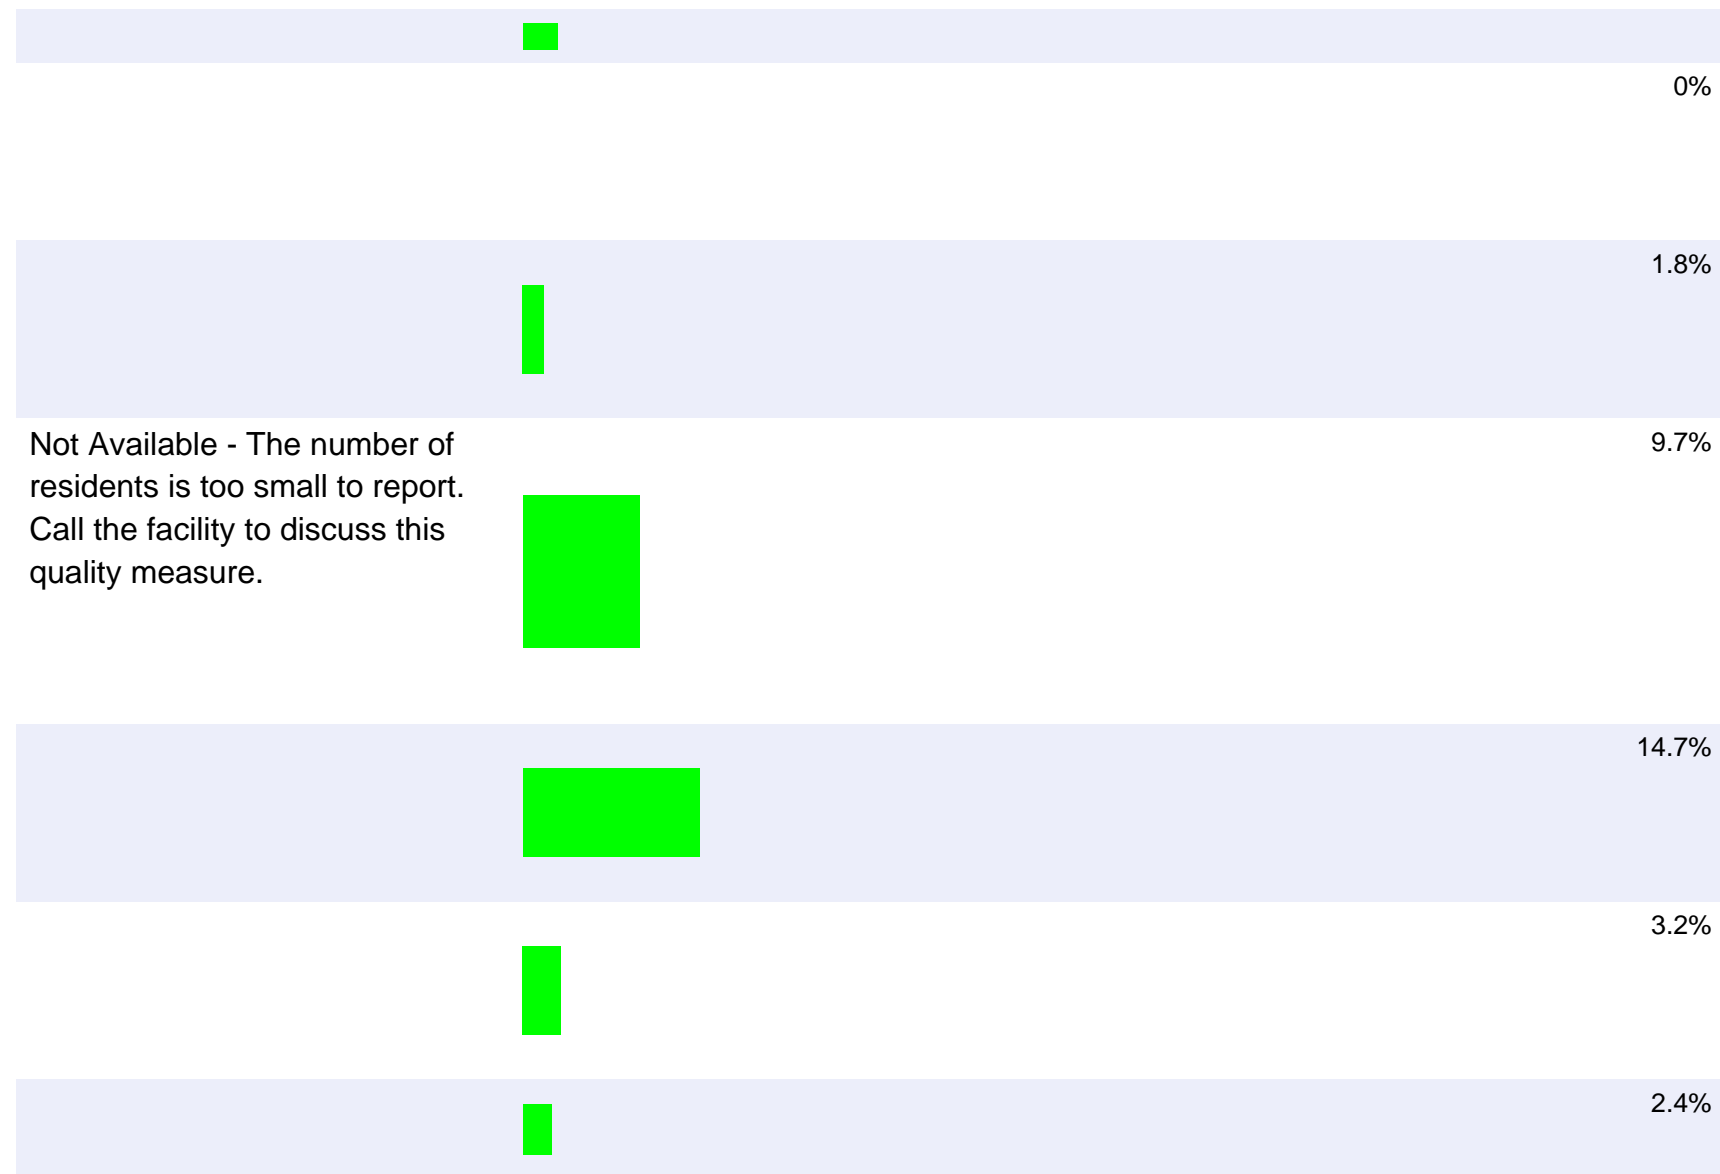 0%
1.8%
Not Available - The number of
residents is too small to report.
Call the facility to discuss this
quality measure.
9.7%
14.7%
3.2%
2.4%